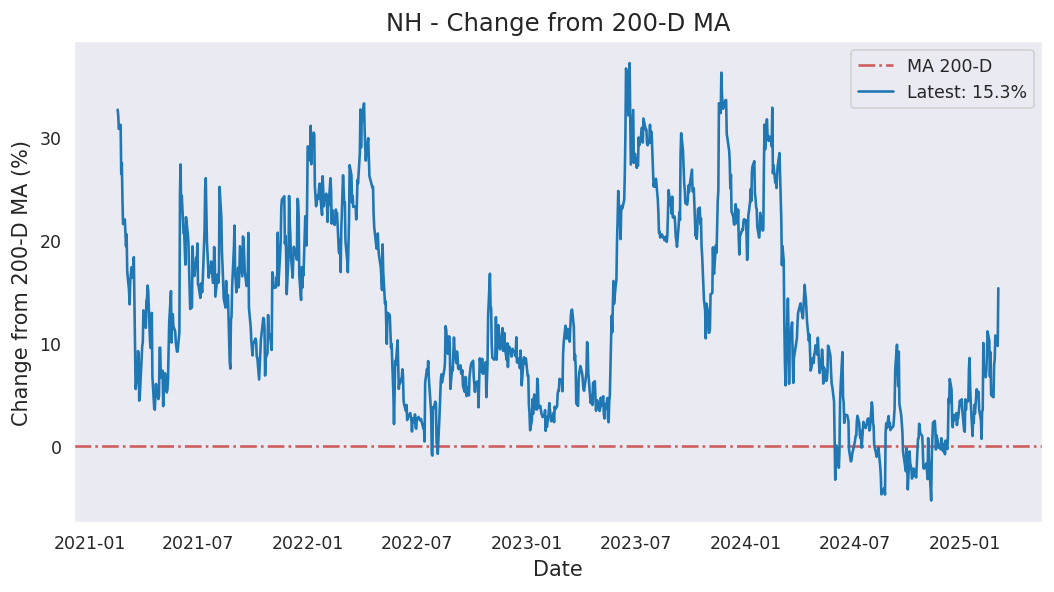 NH - Change from 200-D MA
MA 200-D
Latest: 15.3%
Change from 200-D MA (%)
30
20
10
0
2021-01
2021-07
2022-01
2022-07
2023-01
2023-07
2024-01
2024-07
2025-01
Date